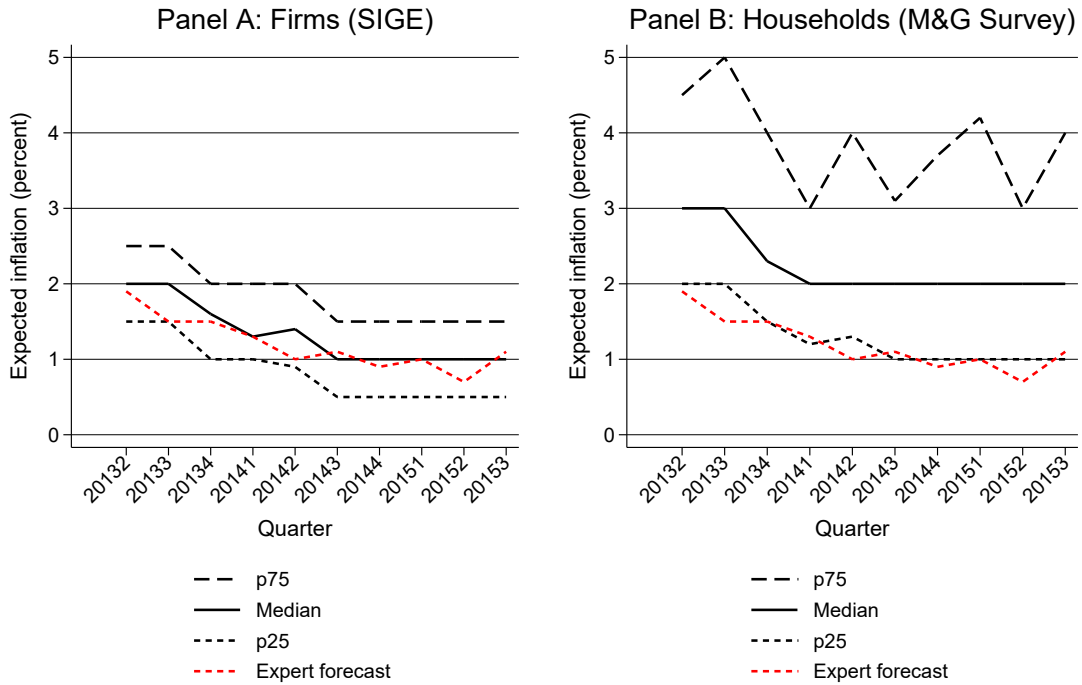 Panel A: Firms (SIGE)
5
4
3
2
1
0
Expected inflation (percent)
20132
20133
20134
20141
20142
20143
20144
20151
20152
20153
Quarter
p75
Median
p25
Expert forecast
Panel B: Households (M&G Survey)
5
4
3
2
1
0
Expected inflation (percent)
20132
20133
20134
20141
20142
20143
20144
20151
20152
20153
Quarter
p75
Median
p25
Expert forecast